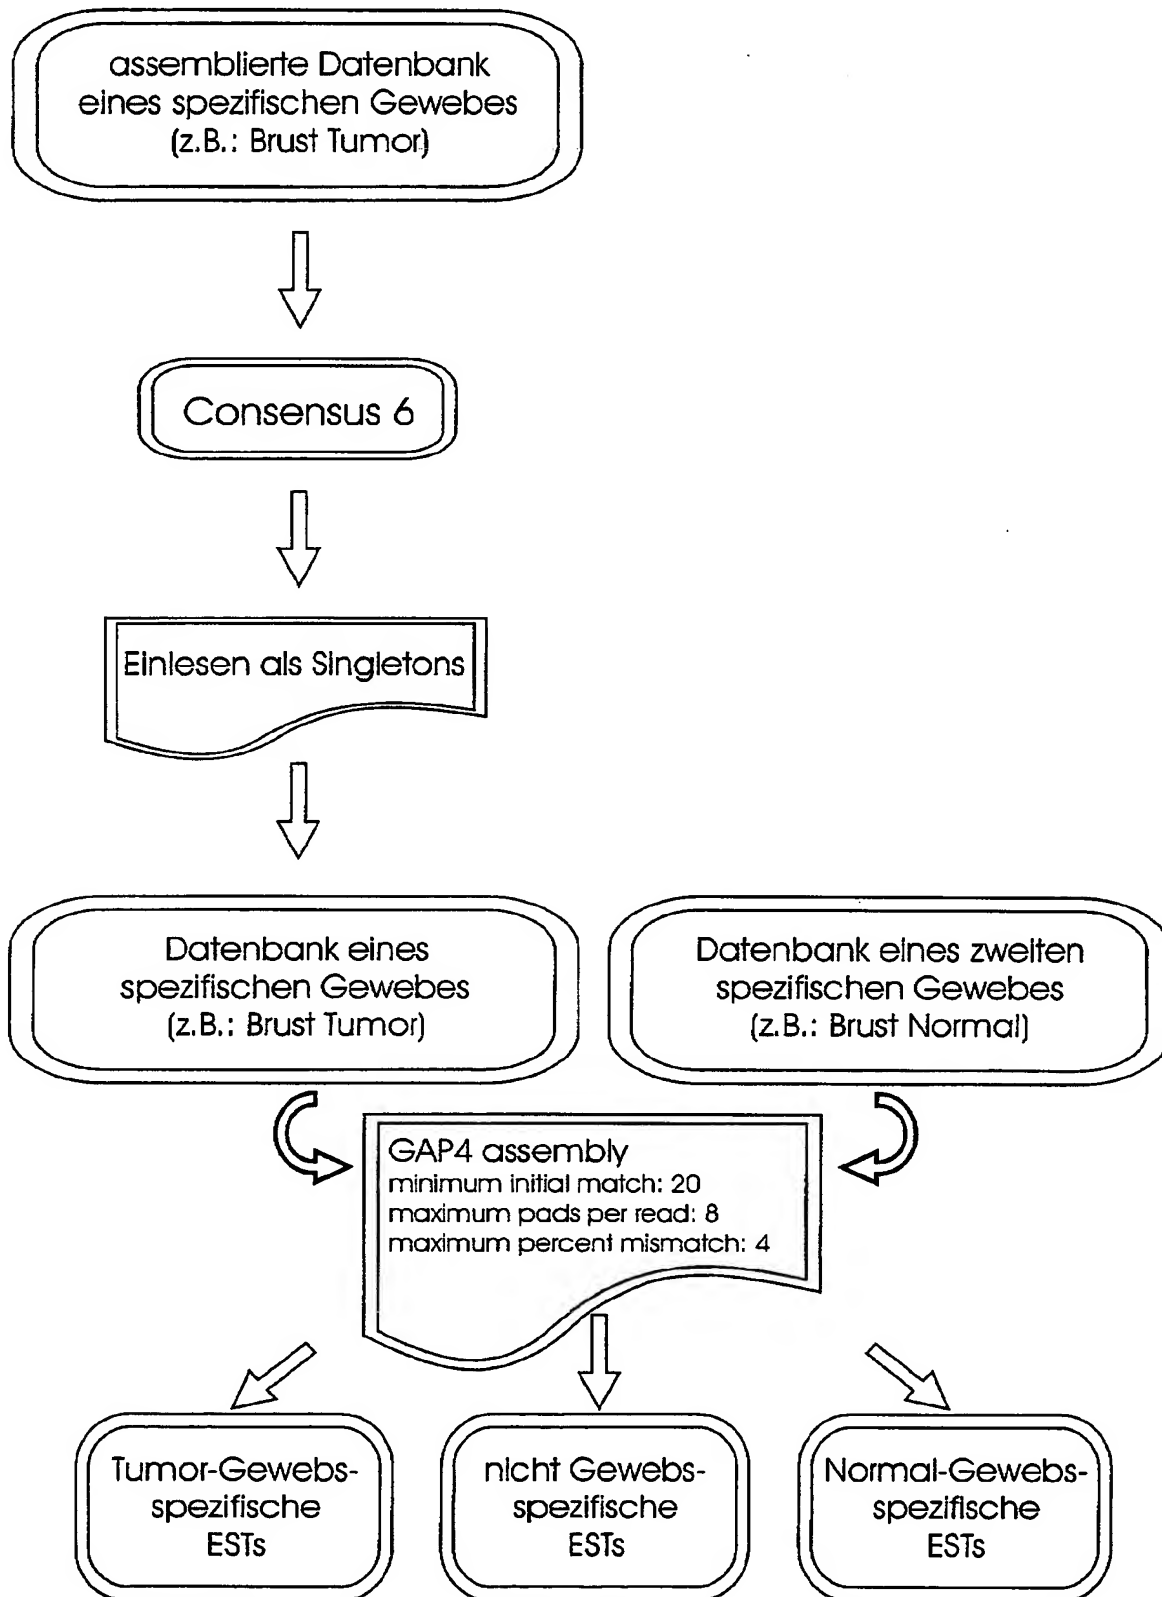 assemblierte Datenbank
eines spezifischen Gewebes
(z.B.: Brust Tumor)
Consensus 6
Einlesen als Singletons
Datenbank eines
spezifischen Gewebes
(z.B.: Brust Tumor)
Datenbank eines zweiten
spezifischen Gewebes
(z.B.: Brust Normal)
GAP4 assembly
minimum initial match: 20
maximum pads per read: 8
maximum percent mismatch: 4
Tumor-Gewebs-
spezifische
ESTs
nicht Gewebs-
spezifische
ESTs
Normal-Gewebs-
spezifische
ESTs